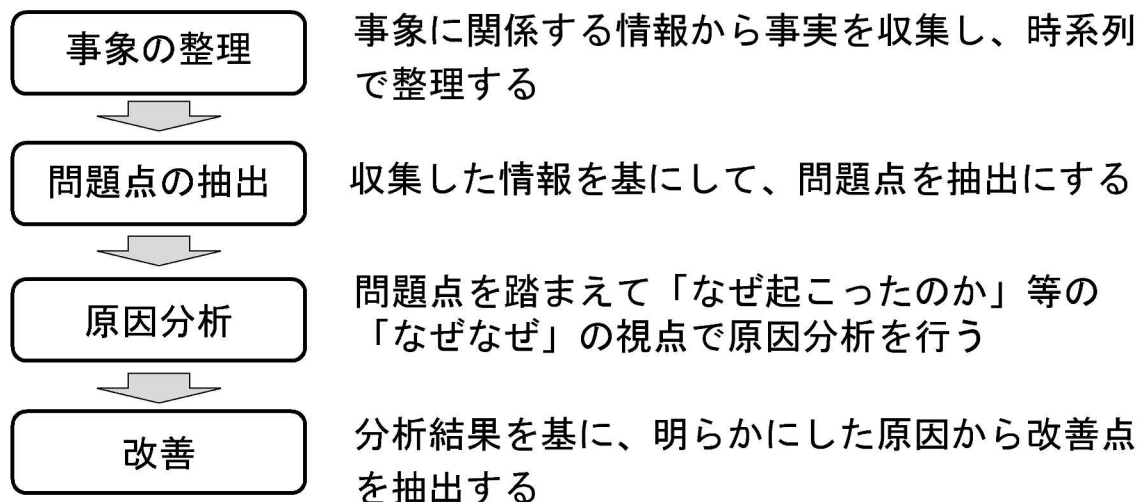 事象の整理
事象に関係する情報から事実を収集し、時系列
で整理する
問題点の抽出
収集した情報を基にして、問題点を抽出にする
原因分析
問題点を踏まえて「なぜ起こったのか」等の
「なぜなぜ」の視点で原因分析を行う
改善
分析結果を基に、明らかにした原因から改善点
を抽出する